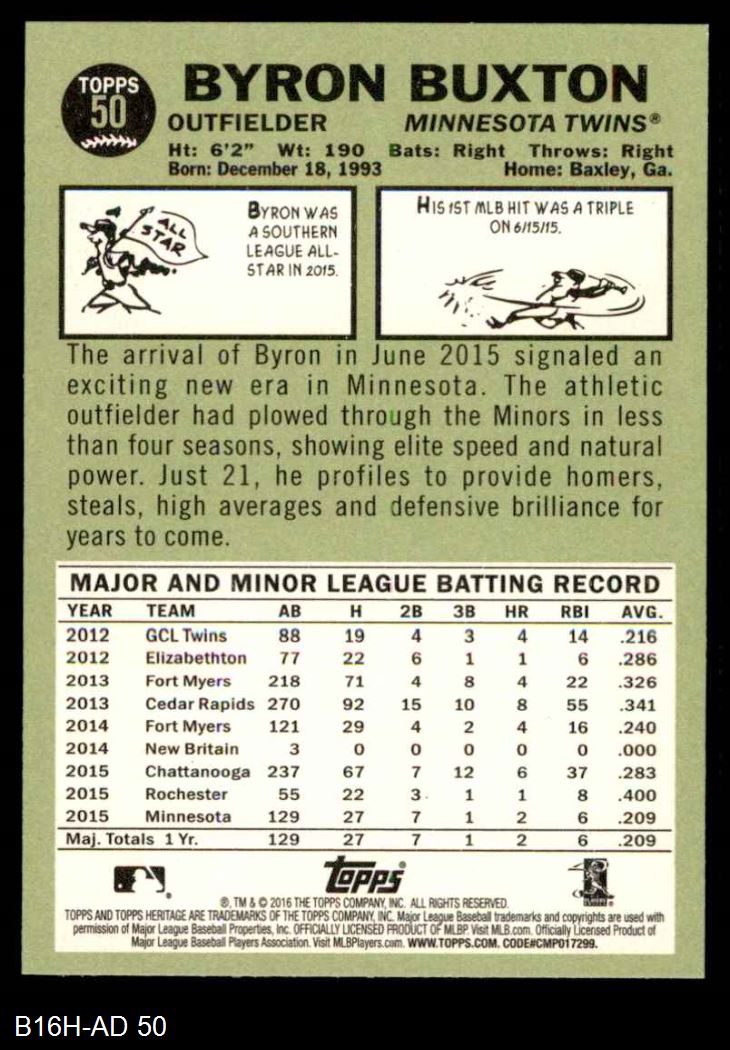 TOPPS
50
BYRON BUXTON
OUTFIELDER MINNESOTA TWINS®
Ht: 6'2" Wt: 190 Bats: Right Throws: Right
Born: December 18, 1993 Home: Baxley, Ga.
ALL
STAR
BYRON WAS
A SOUTHERN
LEAGUE ALL-
STAR IN 2015.
HIS 1ST MLB HIT WAS A TRIPLE
ON 6/15/15.
The arrival of Byron in June 2015 signaled an
exciting new era in Minnesota. The athletic
outfielder had plowed through the Minors in less
than four seasons, showing elite speed and natural
power. Just 21, he profiles to provide homers,
steals, high averages and defensive brilliance for
years to come.
MAJOR AND MINOR LEAGUE BATTING RECORD
YEAR TEAM AB H 2B 3B HR RBI AVG.
2012 GCL Twins 88 19 4 3 4 14 .216
2012 Elizabethton 77 22 6 1 1 6 .286
2013 Fort Myers 218 71 4 8 4 22 .326
2013 Cedar Rapids 270 92 15 10 8 55 .341
2014 Fort Myers 121 29 4 2 4 16 .240
2014 New Britain 3 0 0 0 0 0 .000
2015 Chattanooga 237 67 7 12 6 37 .283
2015 Rochester 55 22 3 1 1 8 .400
2015 Minnesota 129 27 7 1 2 6 .209
Maj. Totals 1 Yr. 129 27 7 1 2 6 .209
Topps®
®, TM & © 2016 THE TOPPS COMPANY, INC. ALL RIGHTS RESERVED.
TOPPS AND TOPPS HERITAGE ARE TRADEMARKS OF THE TOPPS COMPANY, INC. Major League Baseball trademarks and copyrights are used with
permission of Major League Baseball Properties, Inc. OFFICIALLY LICENSED PRODUCT OF MLBP. Visit MLB.com. Officially Licensed Product of
Major League Baseball Players Association. Visit MLBPlayers.com. WWW.TOPPS.COM. CODE#CMP017299.
B16H-AD 50